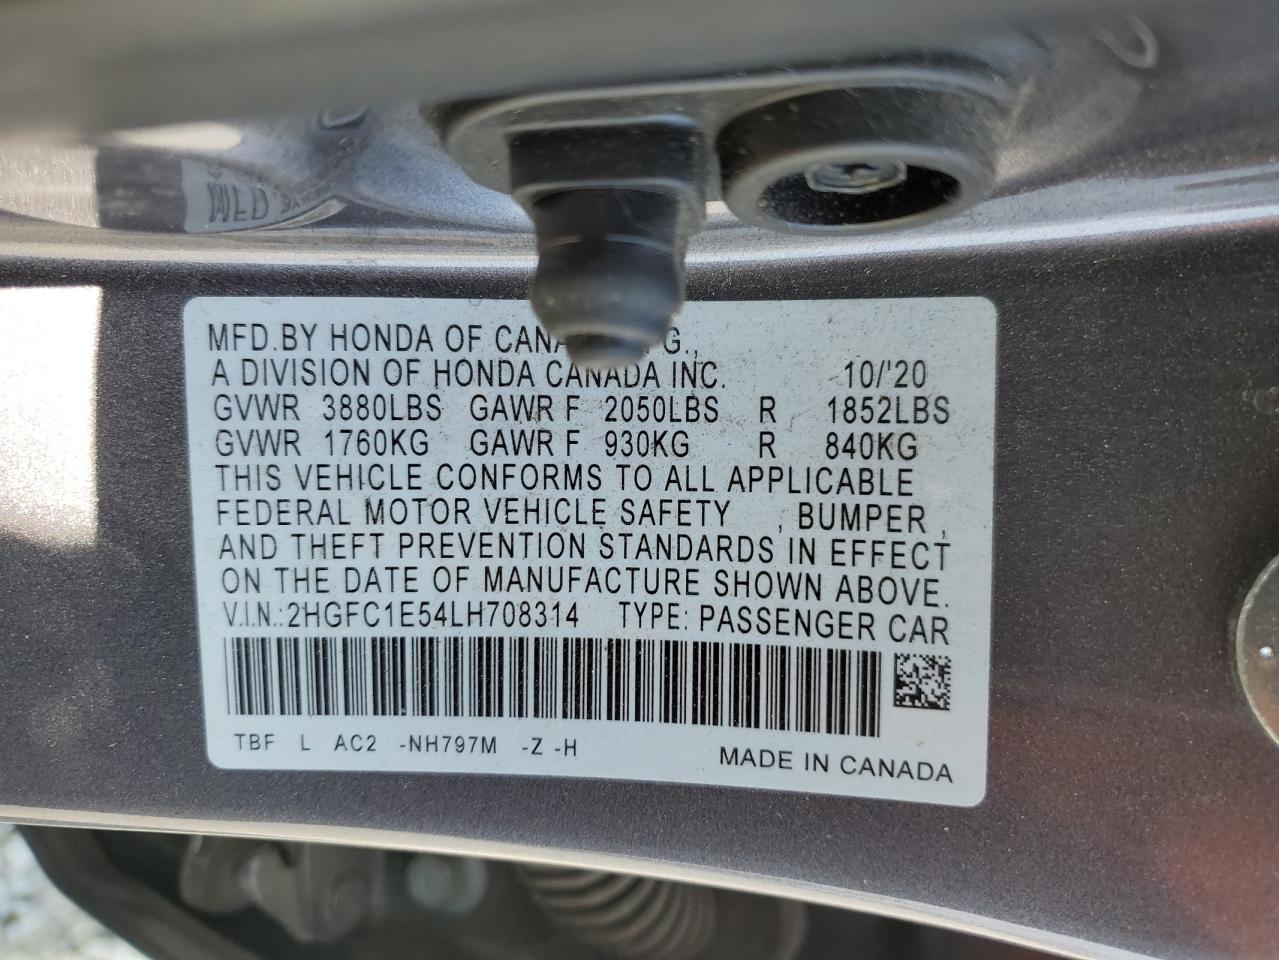 MFD.BY HONDA OF CANA G.,
A DIVISION OF HONDA CANADA INC. 10/'20
GVWR 3880LBS GAWR F 2050LBS R 1852LBS
GVWR 1760KG GAWR F 930KG R 840KG
THIS VEHICLE CONFORMS TO ALL APPLICABLE
FEDERAL MOTOR VEHICLE SAFETY , BUMPER ,
AND THEFT PREVENTION STANDARDS IN EFFECT
ON THE DATE OF MANUFACTURE SHOWN ABOVE.
V.I.N.:2HGFC1E54LH708314 TYPE: PASSENGER CAR
TBF L AC2 -NH797M -Z -H
MADE IN CANADA